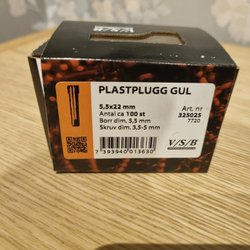 PLASTPLUGG GUL
5,5x22 mm
Antal ca 100 st
Borr dim. 5,5 mm
Skruv dim. 3,5-5 mm
Art. nr
325025
7720
V/S/B
7 393940 013630